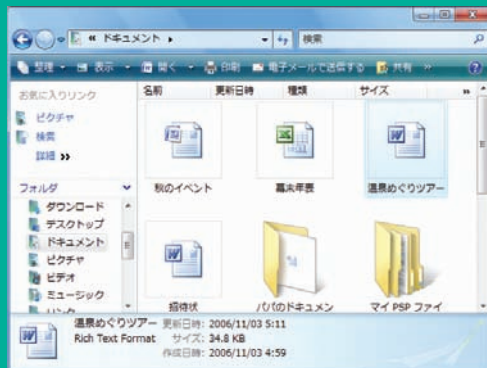 « ドキュメント ▸
検索
整理 表示 開く 印刷 電子メールで送信する 共有 »
お気に入りリンク
ピクチャ
検索
詳細 »
フォルダ
ダウンロード
デスクトップ
ドキュメント
ピクチャ
ビデオ
ミュージック
リンク
名前 更新日時 種類 サイズ »
秋のイベント 幕末年表 温泉めぐりツアー
招待状 パパのドキュメン マイ PSP ファイ
温泉めぐりツアー 更新日時: 2006/11/03 5:11
Rich Text Format サイズ: 34.8 KB
作成日時: 2006/11/03 4:59